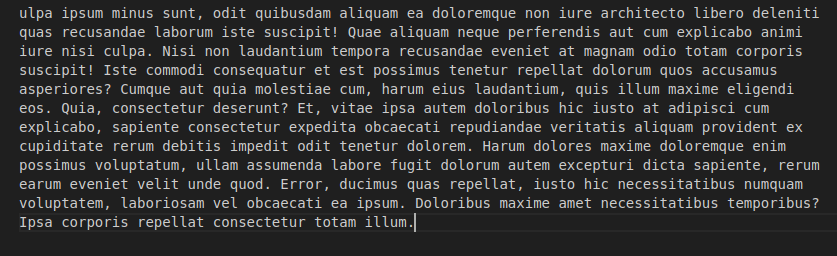 ulpa ipsum minus sunt, odit quibusdam aliquam ea doloremque non iure architecto libero deleniti
quas recusandae laborum iste suscipit! Quae aliquam neque perferendis aut cum explicabo animi
iure nisi culpa. Nisi non laudantium tempora recusandae eveniet at magnam odio totam corporis
suscipit! Iste commodi consequatur et est possimus tenetur repellat dolorum quos accusamus
asperiores? Cumque aut quia molestiae cum, harum eius laudantium, quis illum maxime eligendi
eos. Quia, consectetur deserunt? Et, vitae ipsa autem doloribus hic iusto at adipisci cum
explicabo, sapiente consectetur expedita obcaecati repudiandae veritatis aliquam provident ex
cupiditate rerum debitis impedit odit tenetur dolorem. Harum dolores maxime doloremque enim
possimus voluptatum, ullam assumenda labore fugit dolorum autem excepturi dicta sapiente, rerum
earum eveniet velit unde quod. Error, ducimus quas repellat, iusto hic necessitatibus numquam
voluptatem, laboriosam vel obcaecati ea ipsum. Doloribus maxime amet necessitatibus temporibus?
Ipsa corporis repellat consectetur totam illum.